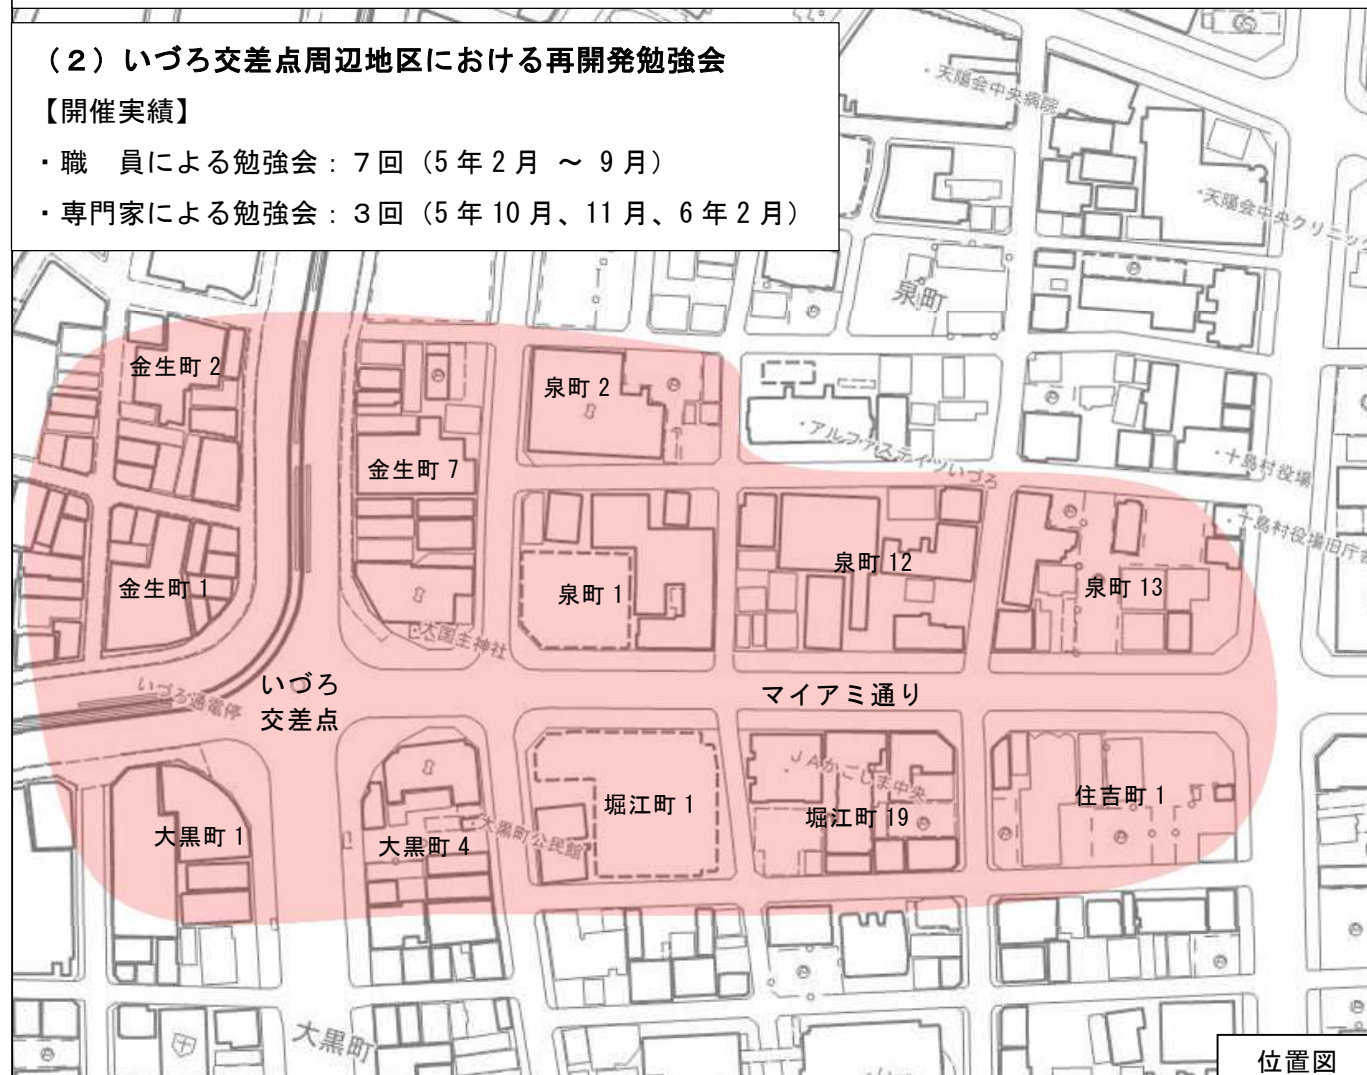 （２）いづろ交差点周辺地区における再開発勉強会
【開催実績】
・職　員による勉強会：７回（5年2月 ～ 9月）
・専門家による勉強会：３回（5年10月、11月、6年2月）
・天陽会中央病院
・天陽会中央クリニック
泉町
金生町 2
泉町 2
・アルファステイツいづろ
金生町 7
・十島村役場
・十島村役場旧庁舎
泉町 12
金生町 1
泉町 1
泉町 13
・大国主神社
いづろ通電停
いづろ
交差点
マイアミ通り
ＪＡかごしま中央
堀江町 1
住吉町 1
堀江町 19
大黒町 1
大黒町 4
・大黒町公民館
大黒町
位置図